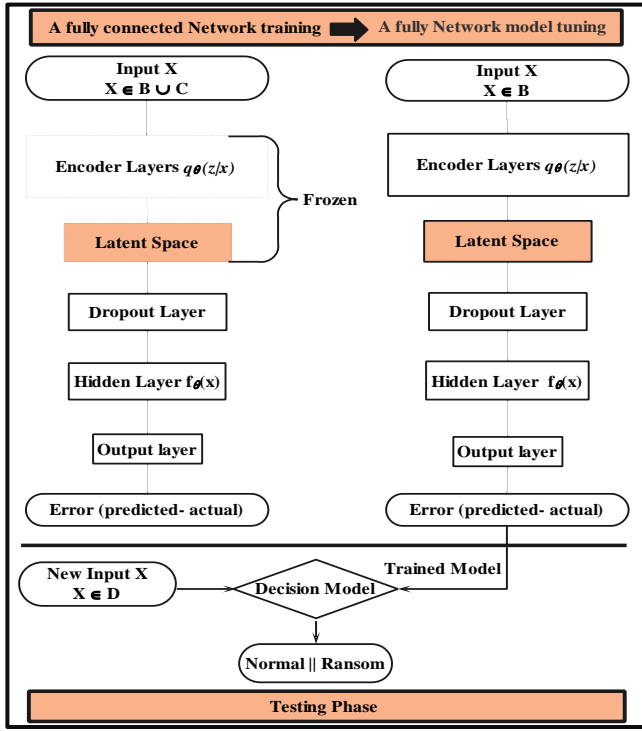 A fully connected Network training
A fully Network model tuning
Input X
X ∈ B ∪ C
Encoder Layers qθ(z/x)
Frozen
Latent Space
Dropout Layer
Hidden Layer fθ(x)
Output layer
Error (predicted- actual)
Input X
X ∈ B
Encoder Layers qθ(z/x)
Latent Space
Dropout Layer
Hidden Layer fθ(x)
Output layer
Error (predicted- actual)
New Input X
X ∈ D
Decision Model
Trained Model
Normal || Ransom
Testing Phase